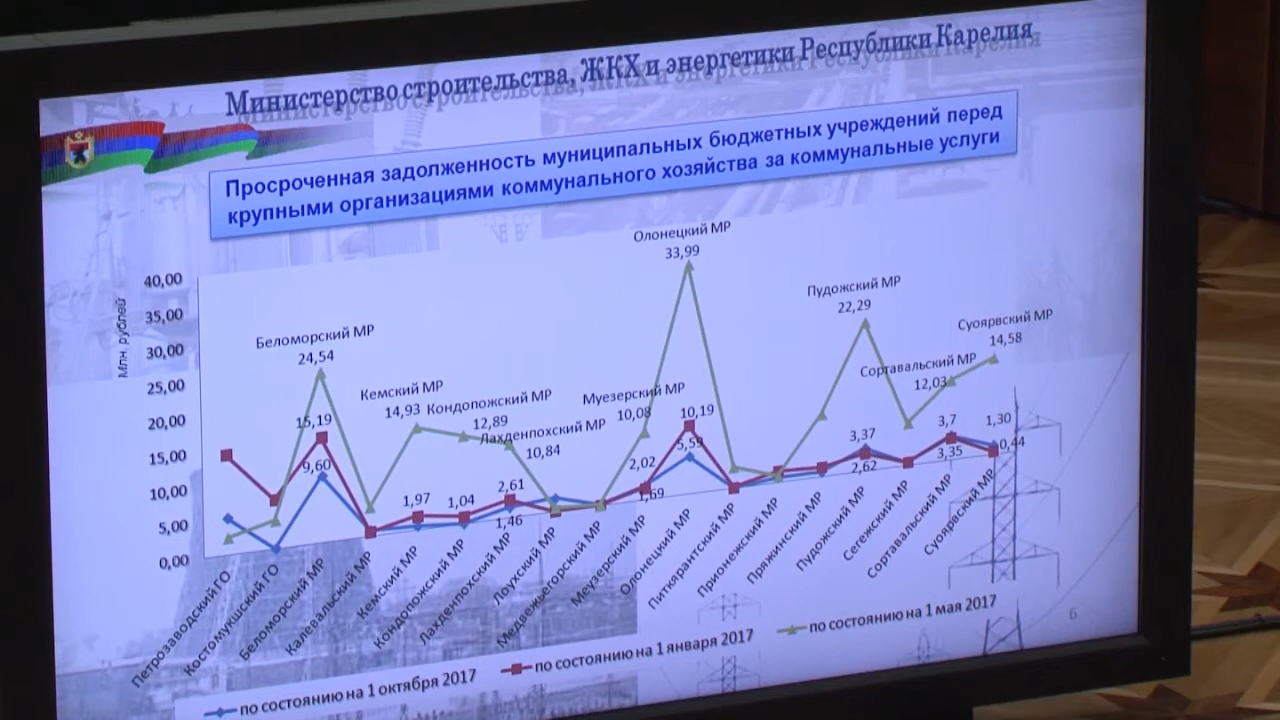 Министерство строительства, ЖКХ и энергетики Республики Карелия
Просроченная задолженность муниципальных бюджетных учреждений перед
крупными организациями коммунального хозяйства за коммунальные услуги
Млн. рублей
40,00
35,00
30,00
25,00
20,00
15,00
10,00
5,00
0,00
Беломорский МР
24,54
15,19
9,60
Кемский МР
14,93
1,97
Кондопожский МР
12,89
1,04
Лахденпохский МР
10,84
2,61
1,46
Муезерский МР
10,08
2,02
1,69
Олонецкий МР
33,99
10,19
5,59
Пудожский МР
22,29
3,37
2,62
Сортавальский МР
12,03
3,7
3,35
Суоярвский МР
14,58
1,30
0,44
Петрозаводский ГО
Костомукшский ГО
Беломорский МР
Калевальский МР
Кемский МР
Кондопожский МР
Лахденпохский МР
Лоухский МР
Медвежьегорский МР
Меузерский МР
Олонецкий МР
Питкярантский МР
Прионежский МР
Пряжинский МР
Пудожский МР
Сегежский МР
Сортавальский МР
Суоярвский МР
по состоянию на 1 октября 2017
по состоянию на 1 января 2017
по состоянию на 1 мая 2017
6